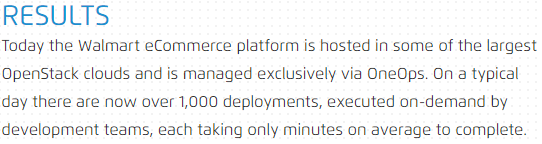 RESULTS
Today the Walmart eCommerce platform is hosted in some of the largest
OpenStack clouds and is managed exclusively via OneOps. On a typical
day there are now over 1,000 deployments, executed on-demand by
development teams, each taking only minutes on average to complete.